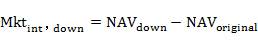 Mkt_int , down = NAV_down − NAV_original